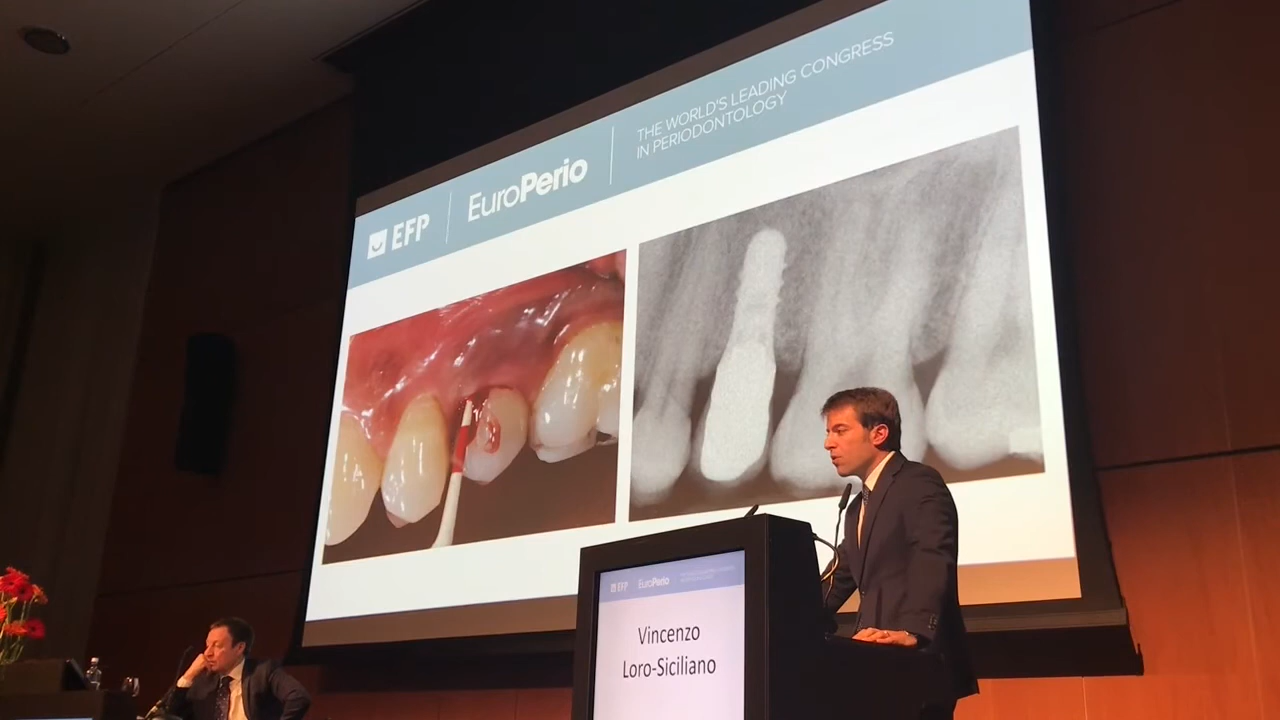 EFP
EuroPerio
THE WORLD'S LEADING CONGRESS
IN PERIODONTOLOGY
EFP EuroPerio
Vincenzo
Loro-Siciliano